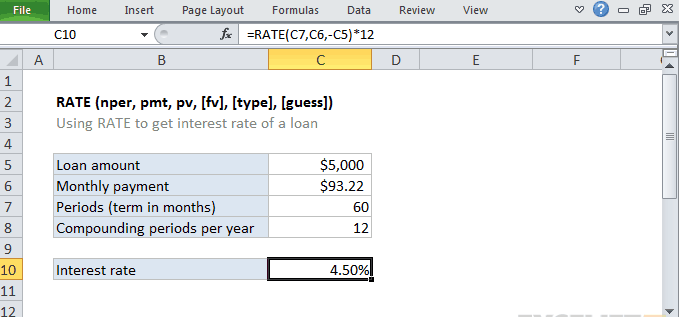 File Home Insert Page Layout Formulas Data Review View
C10 fx =RATE(C7,C6,-C5)*12
A B C D E F
1
2 RATE (nper, pmt, pv, [fv], [type], [guess])
3 Using RATE to get interest rate of a loan
4
5 Loan amount $5,000
6 Monthly payment $93.22
7 Periods (term in months) 60
8 Compounding periods per year 12
9
10 Interest rate 4.50%
11
12